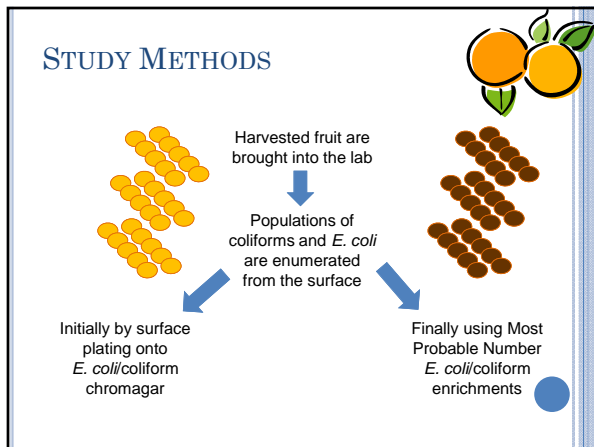 STUDY METHODS
Harvested fruit are
brought into the lab
Populations of
coliforms and E. coli
are enumerated
from the surface
Initially by surface
plating onto
E. coli/coliform
chromagar
Finally using Most
Probable Number
E. coli/coliform
enrichments